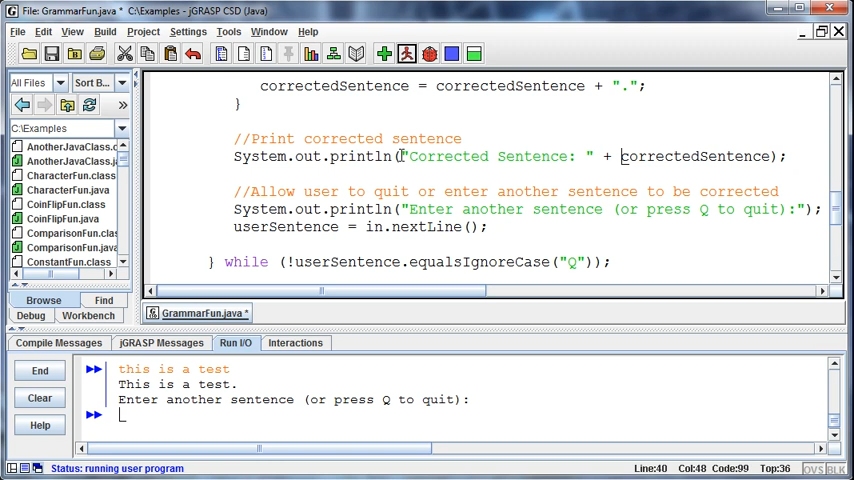 File: GrammarFun.java * C:\Examples - jGRASP CSD (Java)
File Edit View Build Project Settings Tools Window Help
All Files Sort B...
C:\Examples
AnotherJavaClass.c
AnotherJavaClass.j
CharacterFun.class
CharacterFun.java
CoinFlipFun.class
CoinFlipFun.java
ComparisonFun.cla
ComparisonFun.jav
ConstantFun.class
Browse Find
Debug Workbench
correctedSentence = correctedSentence + ".";
}
//Print corrected sentence
System.out.println("Corrected Sentence: " + correctedSentence);
//Allow user to quit or enter another sentence to be corrected
System.out.println("Enter another sentence (or press Q to quit):");
userSentence = in.nextLine();
} while (!userSentence.equalsIgnoreCase("Q"));
GrammarFun.java *
Compile Messages jGRASP Messages Run I/O Interactions
End
Clear
Help
this is a test
This is a test.
Enter another sentence (or press Q to quit):
Status: running user program
Line:40 Col:48 Code:99 Top:36 OVS BLK